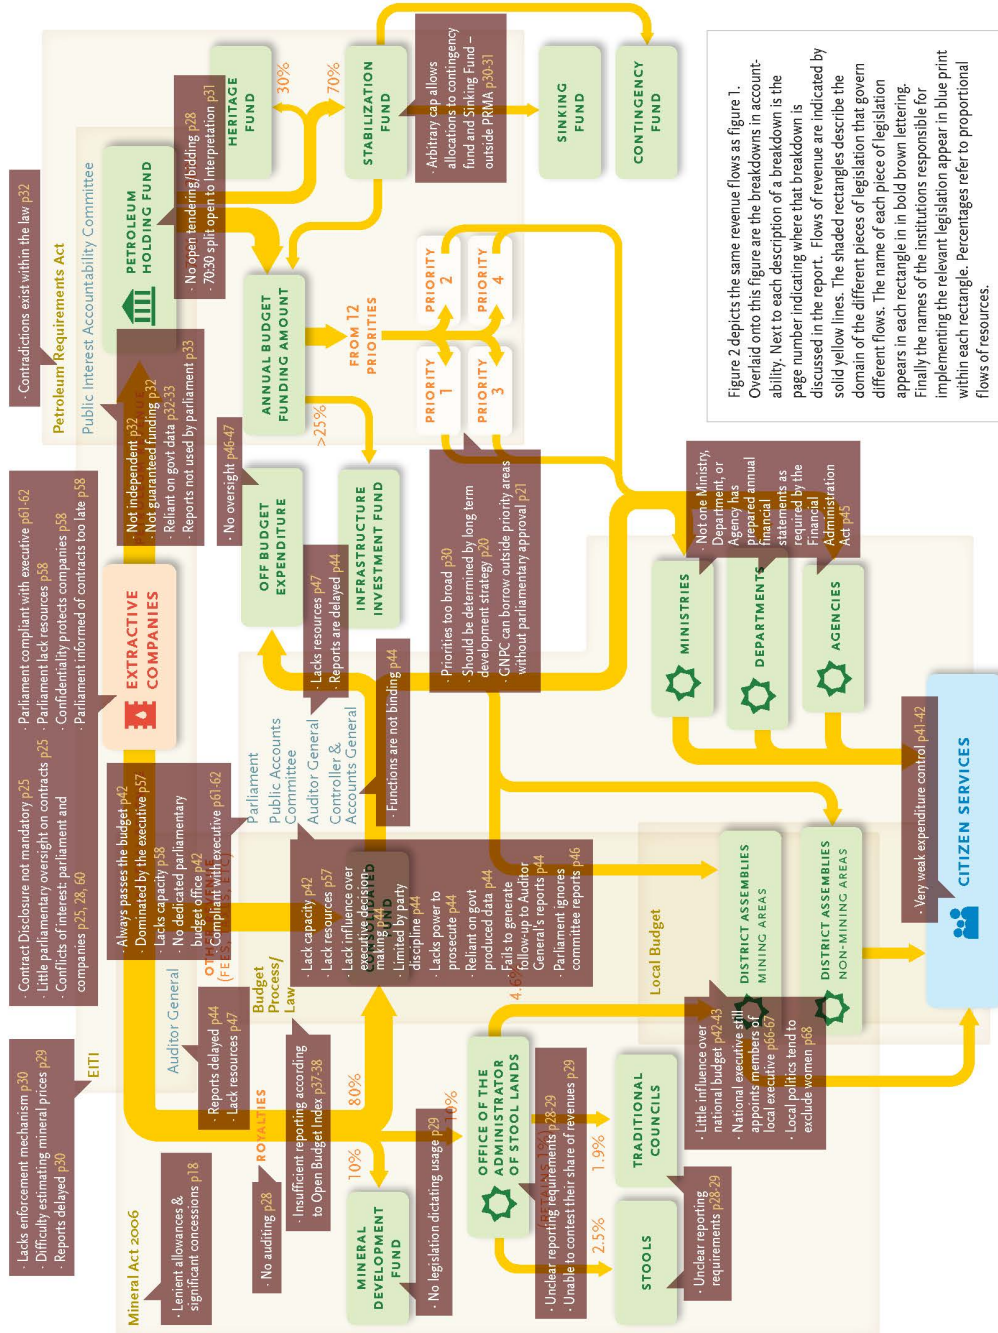 · Lacks enforcement mechanism p30
· Difficulty estimating mineral prices p29
· Reports delayed p30
EITI
· Contract Disclosure not mandatory p25
· Little parliamentary oversight on contracts p25
· Conflicts of interest: parliament and
companies p25, 28, 60
· Parliament compliant with executive p61-62
· Parliament lack resources p58
· Confidentiality protects companies p58
· Parliament informed of contracts too late p58
· Contradictions exist within the law p32
Petroleum Requirements Act
Public Interest Accountability Committee
Mineral Act 2006
· Lenient allowances &
significant concessions p18
EXTRACTIVE
COMPANIES
· Not independent p32
· Not guaranteed funding p32
· Reliant on govt data p32-33
· Reports not used by parliament p33
PETROLEUM
HOLDING FUND
· No open tendering/bidding p28
· 70:30 split open to Interpretation p31
HERITAGE
FUND
30%
70%
STABILIZATION
FUND
· Arbitrary cap allows
allocations to contingency
fund and Sinking Fund –
outside PRMA p30-31
SINKING
FUND
CONTINGENCY
FUND
· Always passes the budget p42
· Dominated by the executive p57
· Lacks capacity p58
· No dedicated parliamentary
budget office p42
· Compliant with executive p61-62
Auditor General
· Reports delayed p44
· Lack resources p47
ROYALTIES
· No auditing p28
Budget
Process/
Law
· Insufficient reporting according
to Open Budget Index p37-38
Parliament
Public Accounts
Committee
Auditor General
Controller &
Accounts General
· No oversight p46-47
OFF BUDGET
EXPENDITURE
· Lacks resources p47
· Reports are delayed p44
· Functions are not binding p44
ANNUAL BUDGET
FUNDING AMOUNT
>25%
INFRASTRUCTURE
INVESTMENT FUND
FROM 12
PRIORITIES
PRIORITY
1
PRIORITY
2
PRIORITY
3
PRIORITY
4
· Priorities too broad p30
· Should be determined by long term
development strategy p20
· GNPC can borrow outside priority areas
without parliamentary approval p21
80%
10%
10%
MINERAL
DEVELOPMENT
FUND
· No legislation dictating usage p29
· Lack capacity p42
· Lack resources p57
· Lack influence over
executive decision-
making p44
· Limited by party
discipline p44
· Lacks power to
prosecute p44
· Reliant on govt
produced data p44
· Fails to generate
follow-up to Auditor
General's reports p44
· Parliament ignores
committee reports p46
OFFICE OF THE
ADMINISTRATOR
OF STOOL LANDS
· Unclear reporting requirements p28-29
· Unable to contest their share of revenues p29
2.5%
1.9%
STOOLS
TRADITIONAL
COUNCILS
· Unclear reporting
requirements p28-29
Local Budget
DISTRICT ASSEMBLIES
MINING AREAS
DISTRICT ASSEMBLIES
NON-MINING AREAS
· Little influence over
national budget p42-43
· National executive still
appoints members of
local executive p66-67
· Local politics tend to
exclude women p68
MINISTRIES
DEPARTMENTS
AGENCIES
· Not one Ministry,
Department, or
Agency has
prepared annual
financial
statements as
required by the
Financial
Administration
Act p45
· Very weak expenditure control p41-42
CITIZEN SERVICES
Figure 2 depicts the same revenue flows as figure 1.
Overlaid onto this figure are the breakdowns in account-
ability. Next to each description of a breakdown is the
page number indicating where that breakdown is
discussed in the report. Flows of revenue are indicated by
solid yellow lines. The shaded rectangles describe the
domain of the different pieces of legislation that govern
different flows. The name of each piece of legislation
appears in each rectangle in bold brown lettering.
Finally the names of the institutions responsible for
implementing the relevant legislation appear in blue print
within each rectangle. Percentages refer to proportional
flows of resources.